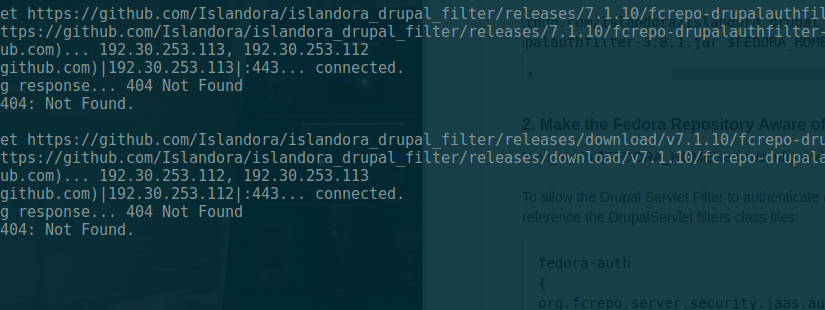 et https://github.com/Islandora/islandora_drupal_filter/releases/7.1.10/fcrepo-drupalauthfil
ttps://github.com/Islandora/islandora_drupal_filter/releases/7.1.10/fcrepo-drupalauthfilter-
ub.com)... 192.30.253.113, 192.30.253.112
github.com)|192.30.253.113|:443... connected.
g response... 404 Not Found
404: Not Found.
et https://github.com/Islandora/islandora_drupal_filter/releases/download/v7.1.10/fcrepo-dru
ttps://github.com/Islandora/islandora_drupal_filter/releases/download/v7.1.10/fcrepo-drupala
ub.com)... 192.30.253.112, 192.30.253.113
github.com)|192.30.253.112|:443... connected.
g response... 404 Not Found
404: Not Found.
palauthfilter-3.8.1.jar $FEDORA_HOME
2. Make the Fedora Repository Aware of
To allow the Drupal Servlet Filter to authenticate
reference the DrupalServlet filters class files:
fedora-auth
{
org.fcrepo.server.security.jaas.au